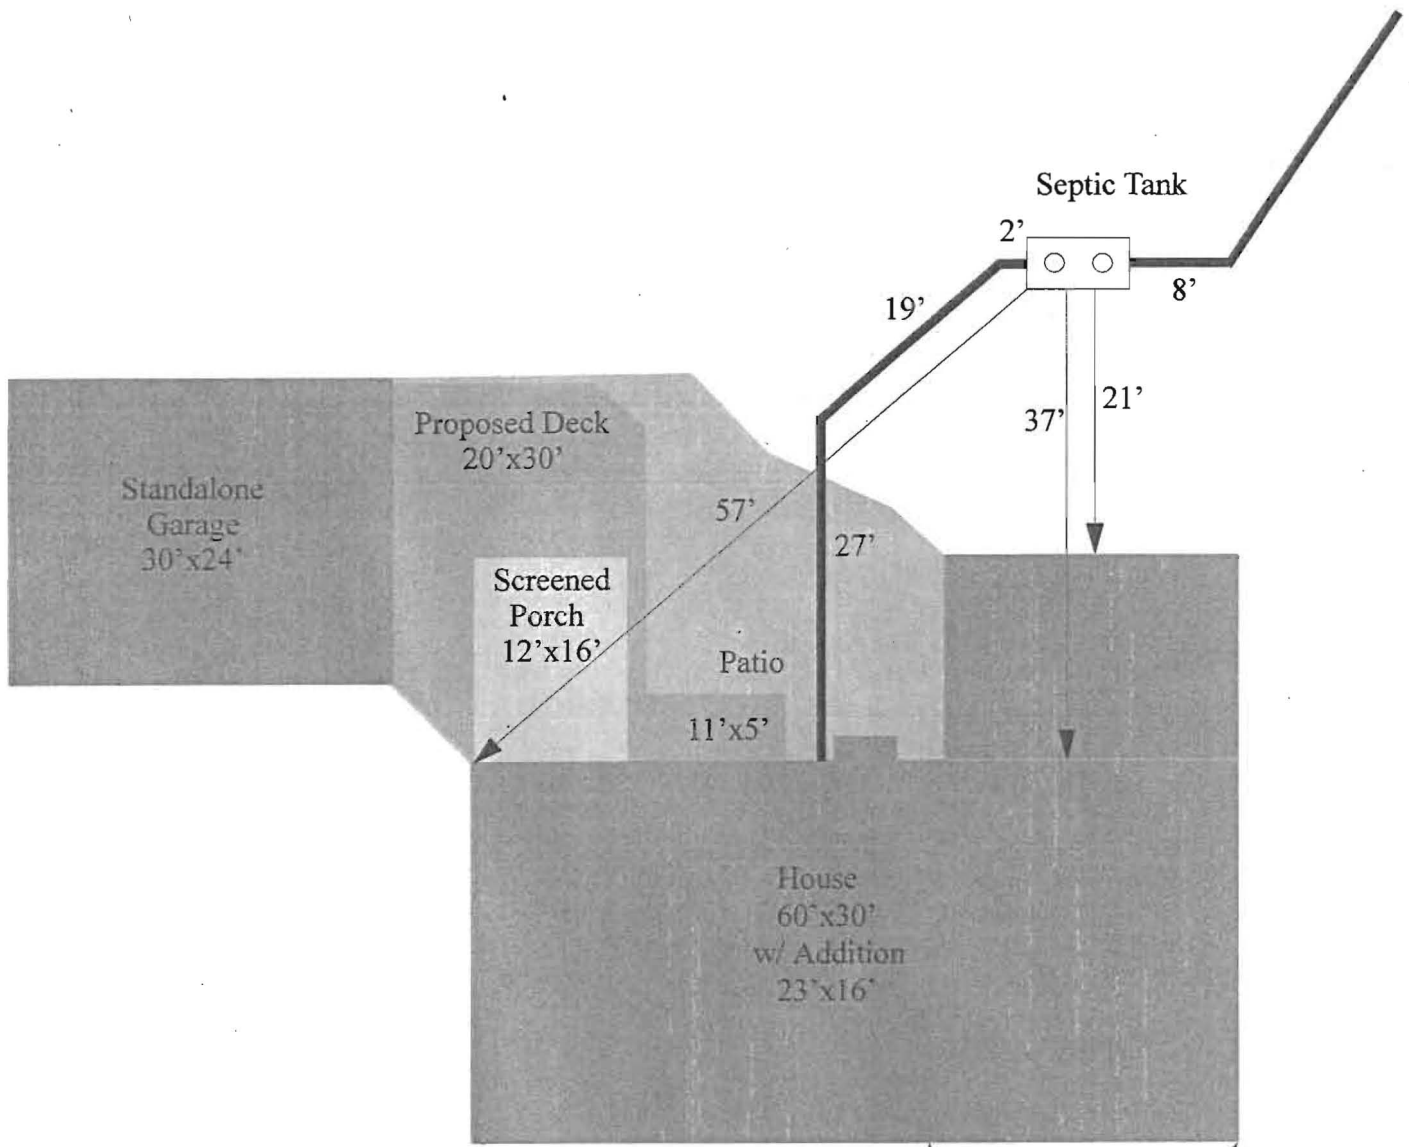 Septic Tank
2’
8’
19’
37’
21’
Proposed Deck
20’x30’
Standalone
Garage
30’x24’
57’
27’
Screened
Porch
12’x16’
Patio
11’x5’
House
60’x30’
w/ Addition
23’x16’